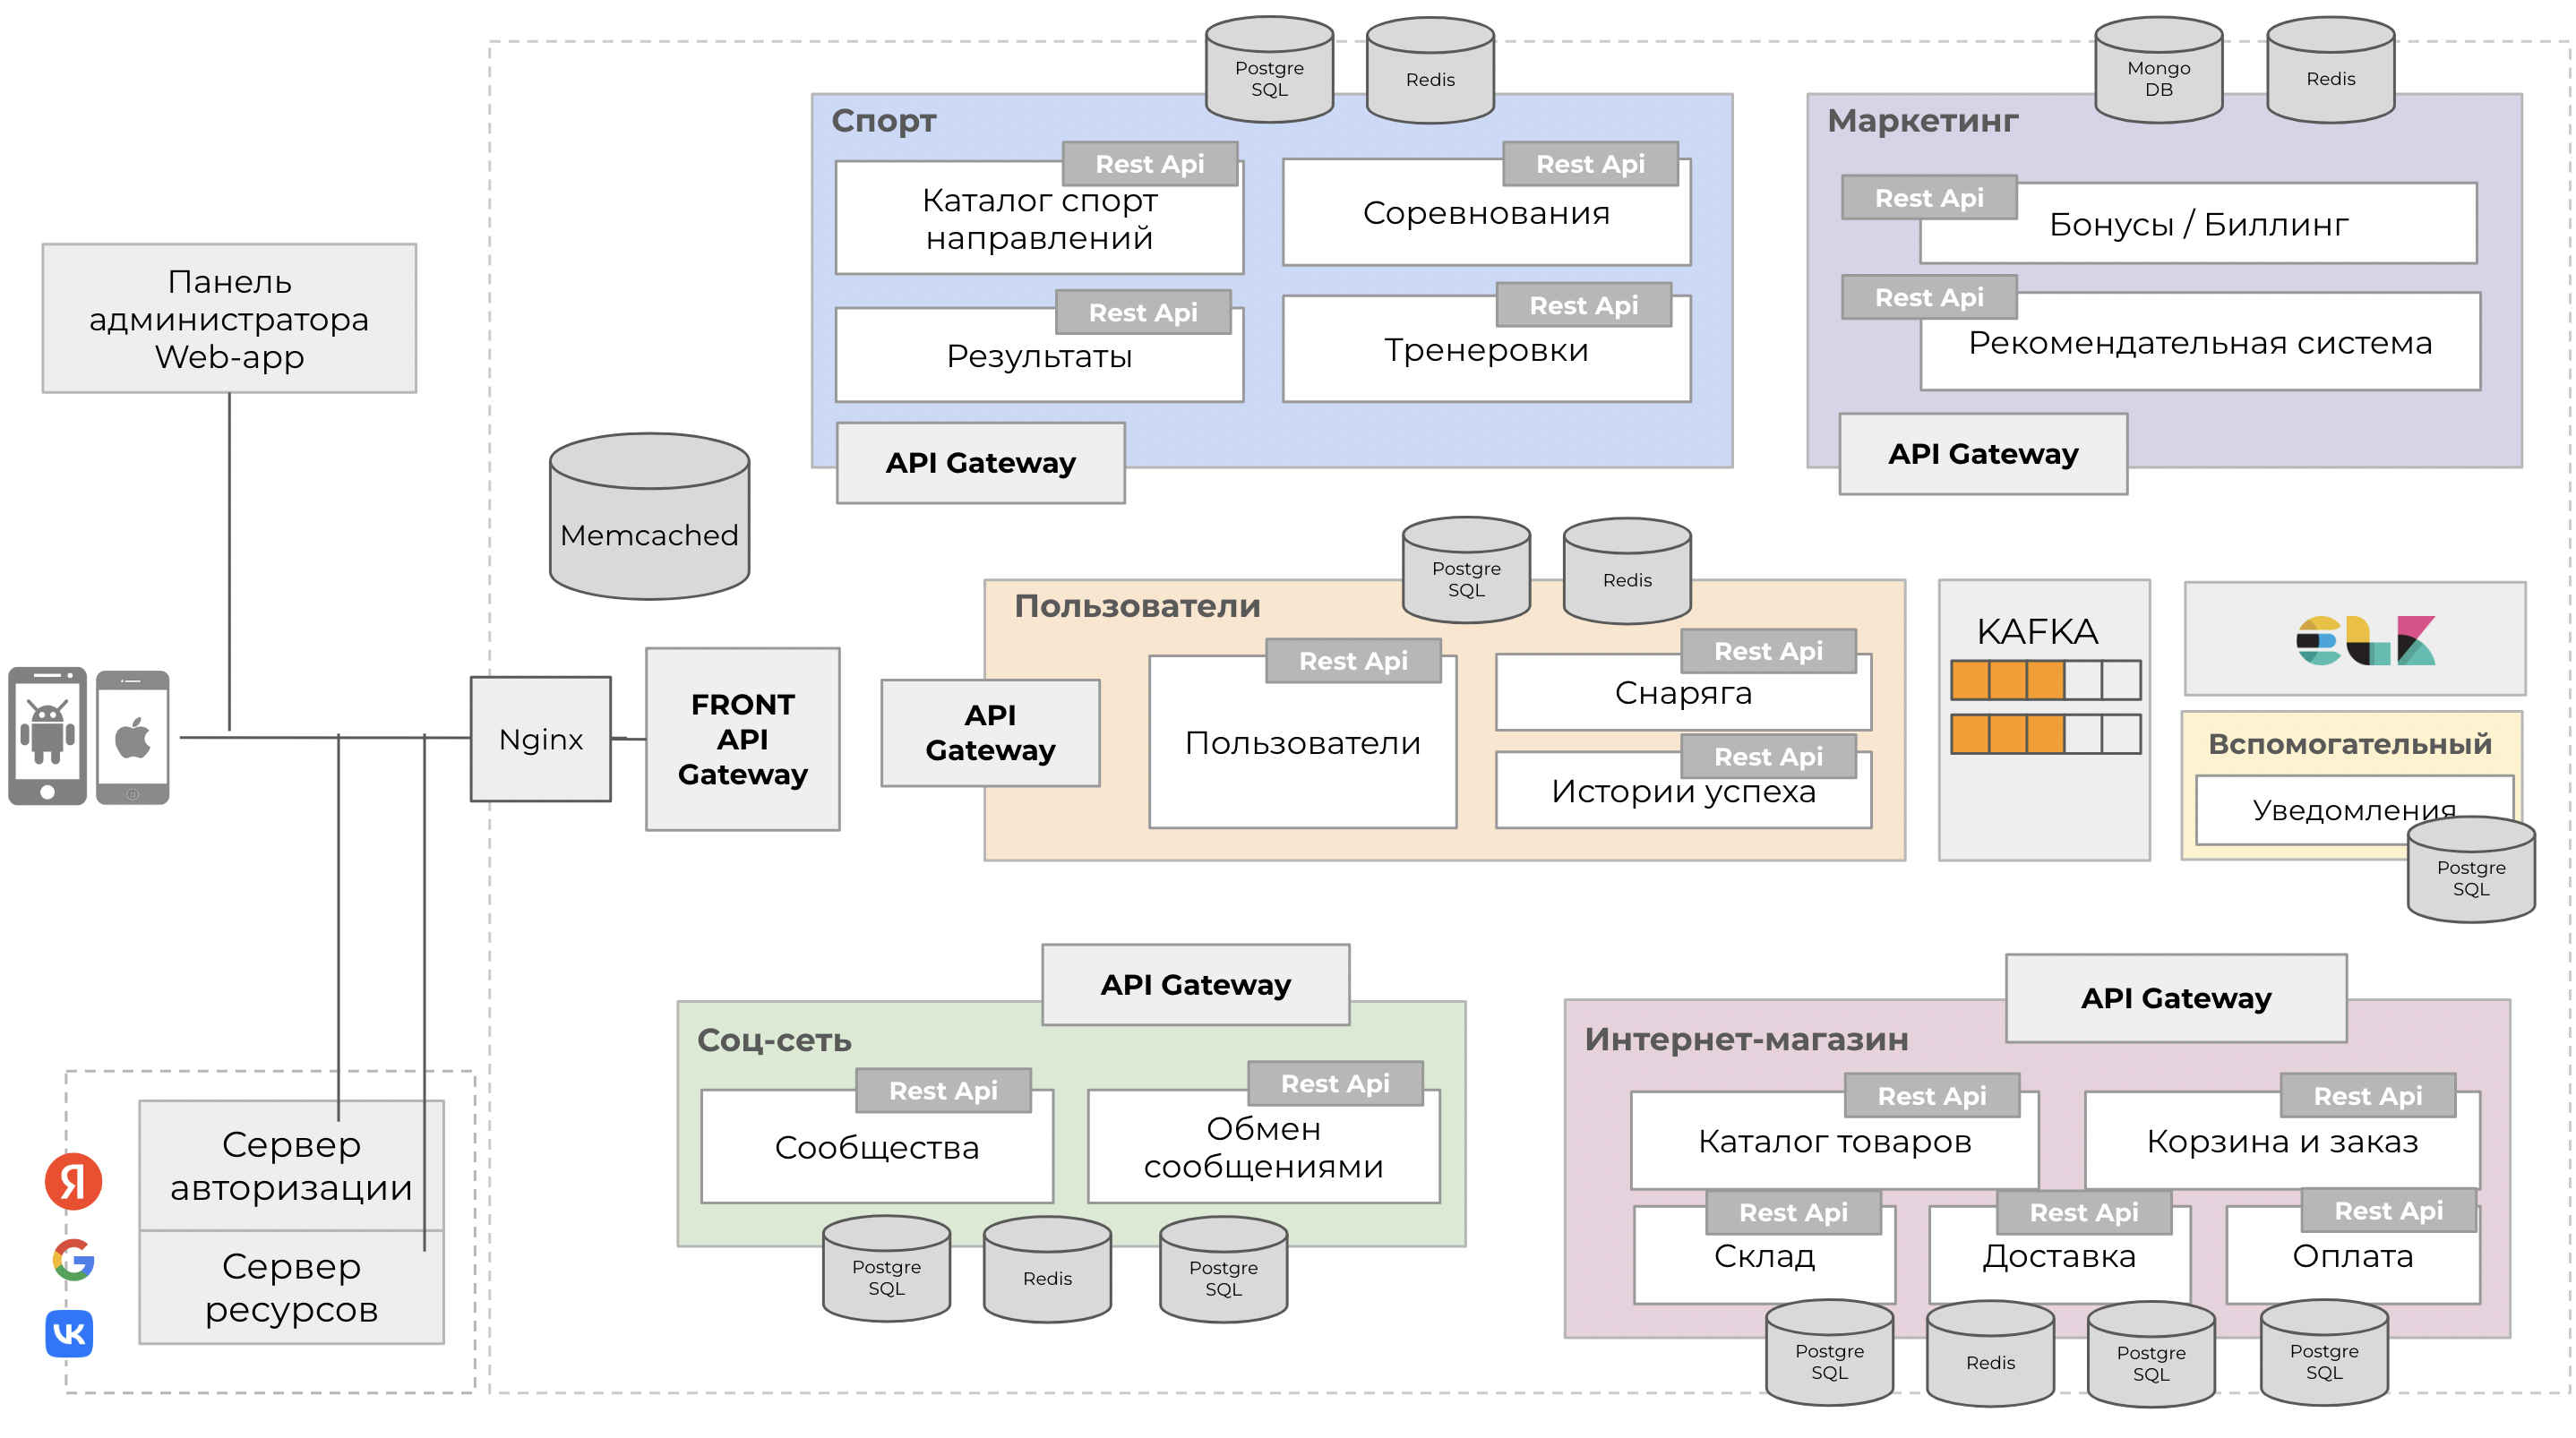 Postgre
SQL
Redis
Mongo
DB
Redis
Спорт
Rest Api
Каталог спорт
направлений
Rest Api
Соревнования
Rest Api
Результаты
Rest Api
Тренеровки
API Gateway
Маркетинг
Rest Api
Бонусы / Биллинг
Rest Api
Рекомендательная система
API Gateway
Панель
администратора
Web-app
Memcached
Nginx
FRONT
API
Gateway
Postgre
SQL
Redis
Пользователи
API
Gateway
Rest Api
Пользователи
Rest Api
Снаряга
Rest Api
Истории успеха
KAFKA
elk
Вспомогательный
Уведомления
Postgre
SQL
API Gateway
Соц-сеть
Rest Api
Сообщества
Rest Api
Обмен
сообщениями
Postgre
SQL
Redis
Postgre
SQL
API Gateway
Интернет-магазин
Rest Api
Каталог товаров
Rest Api
Корзина и заказ
Rest Api
Склад
Rest Api
Доставка
Rest Api
Оплата
Postgre
SQL
Redis
Postgre
SQL
Postgre
SQL
Я
G
VK
Сервер
авторизации
Сервер
ресурсов